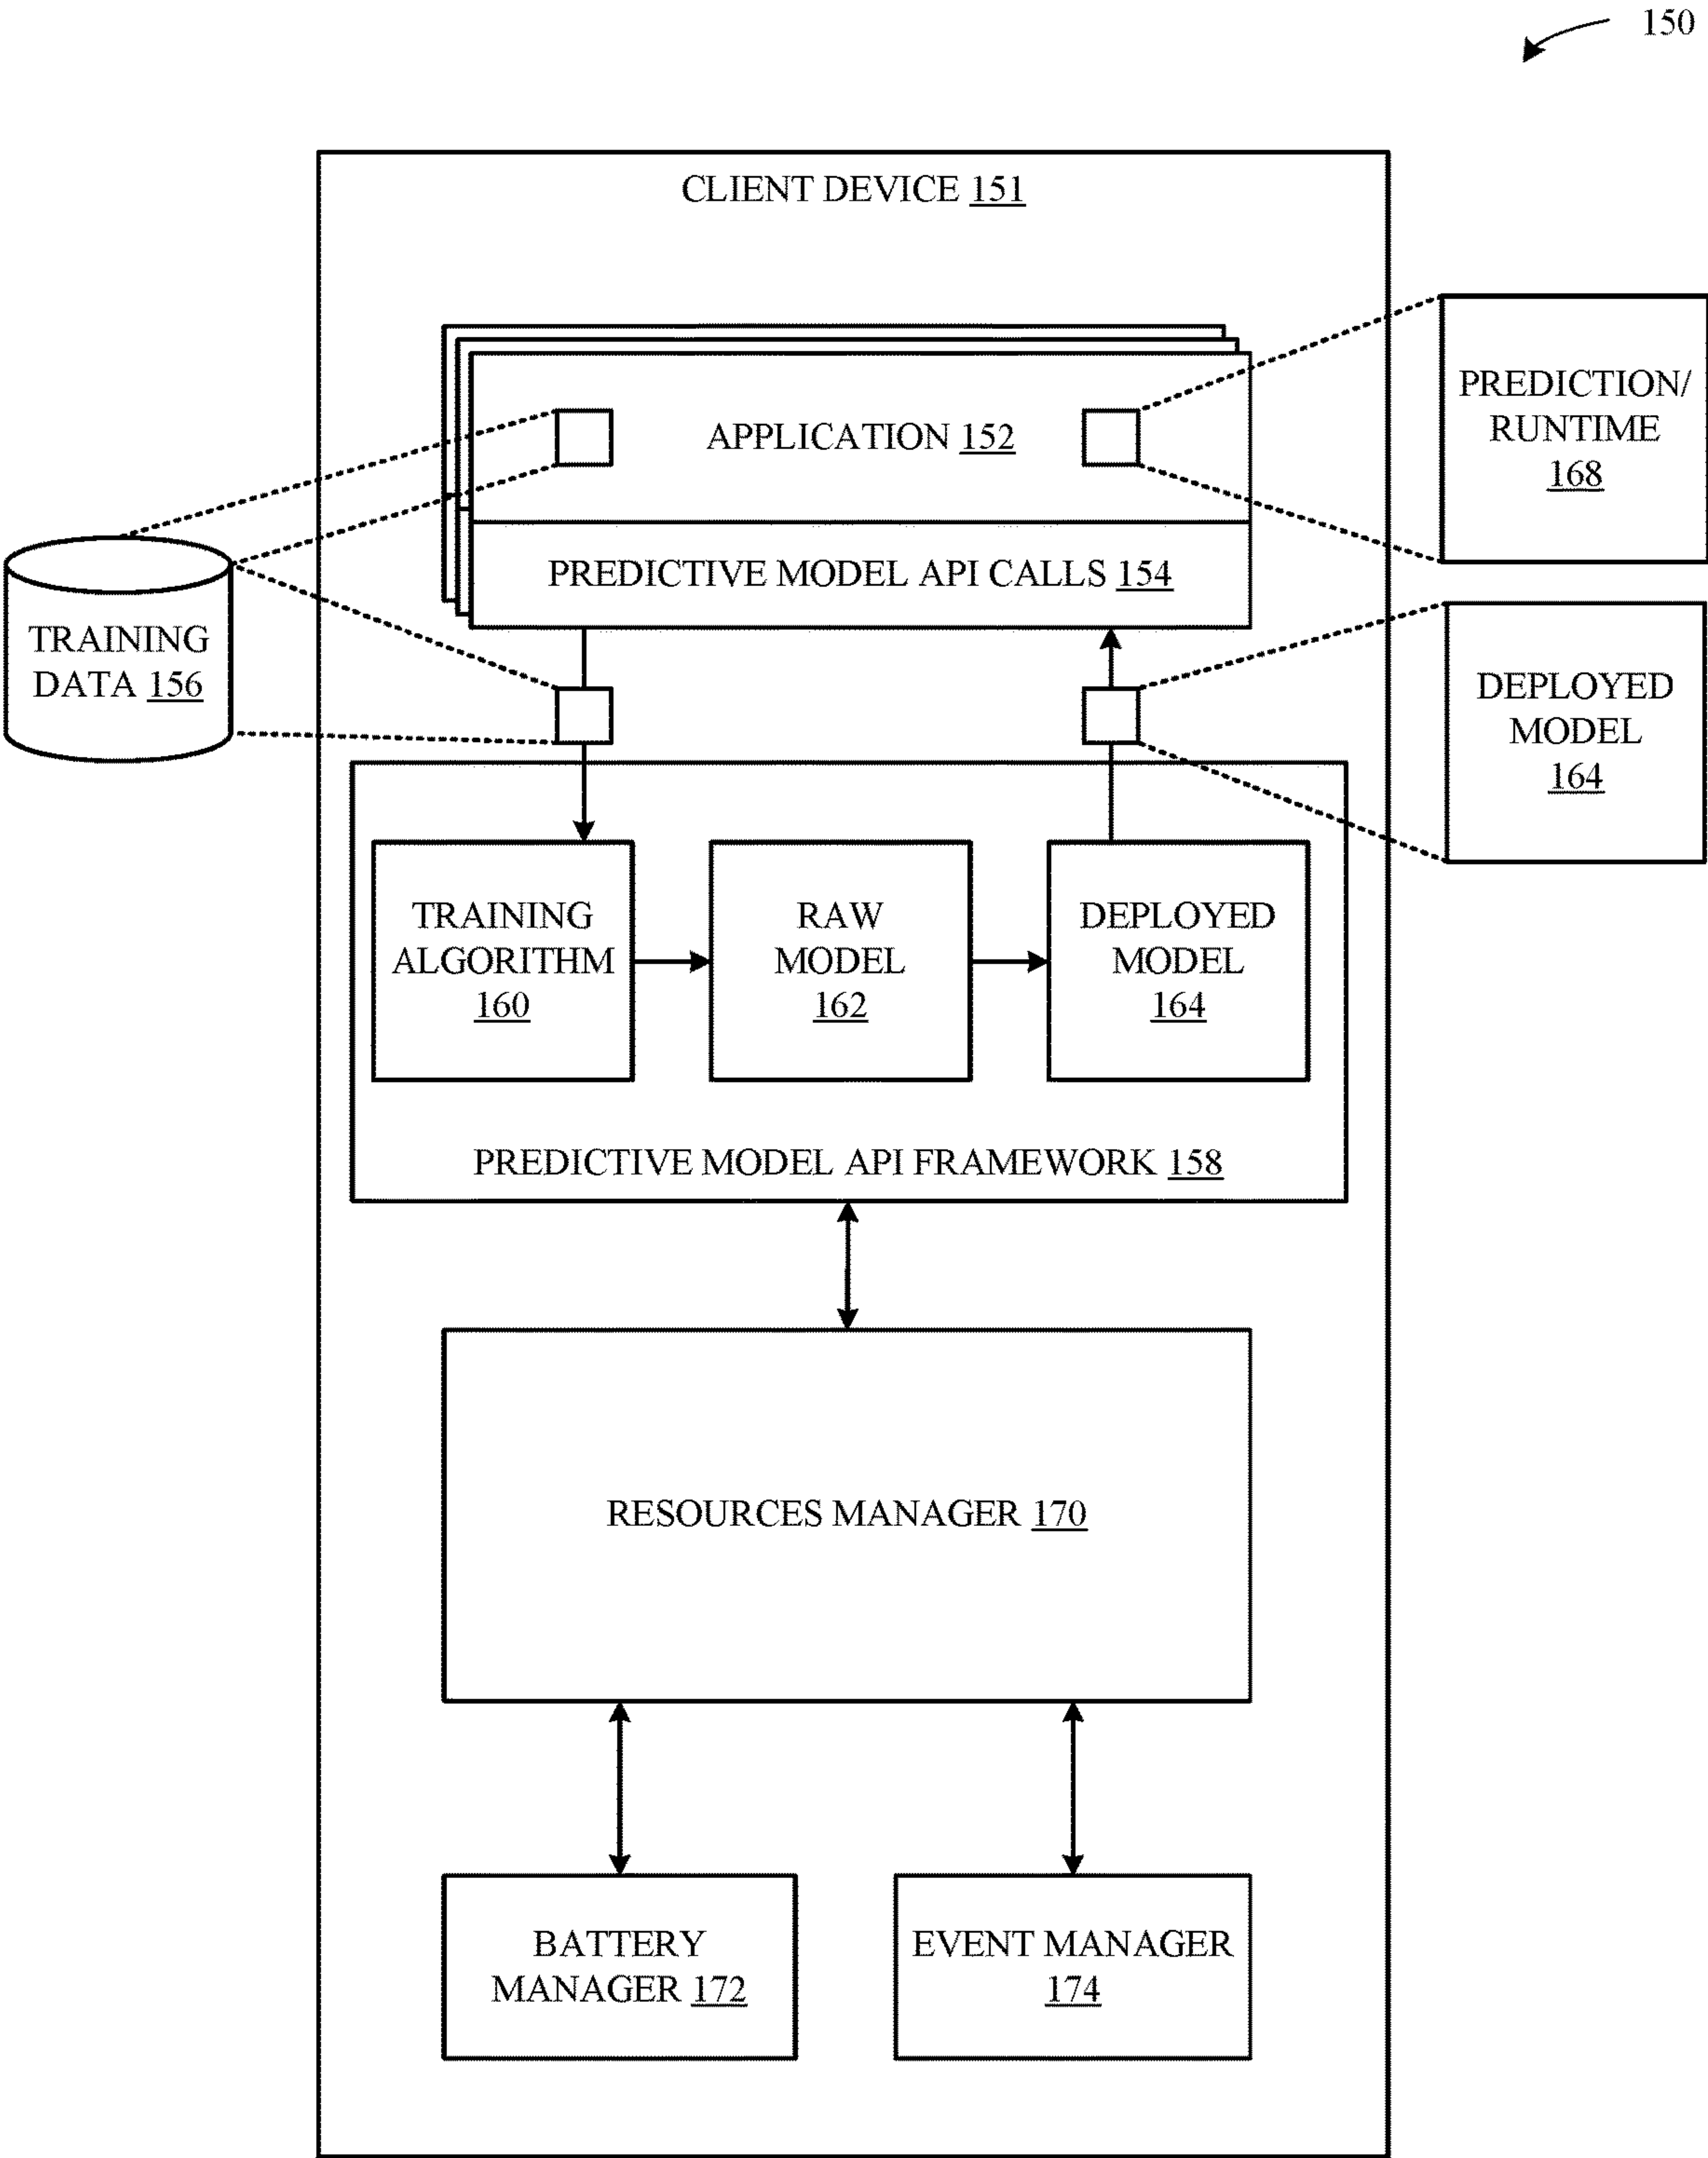 150
CLIENT DEVICE 151
APPLICATION 152
PREDICTION/
RUNTIME
168
PREDICTIVE MODEL API CALLS 154
TRAINING
DATA 156
DEPLOYED
MODEL
164
TRAINING
ALGORITHM
160
RAW
MODEL
162
DEPLOYED
MODEL
164
PREDICTIVE MODEL API FRAMEWORK 158
RESOURCES MANAGER 170
BATTERY
MANAGER 172
EVENT MANAGER
174